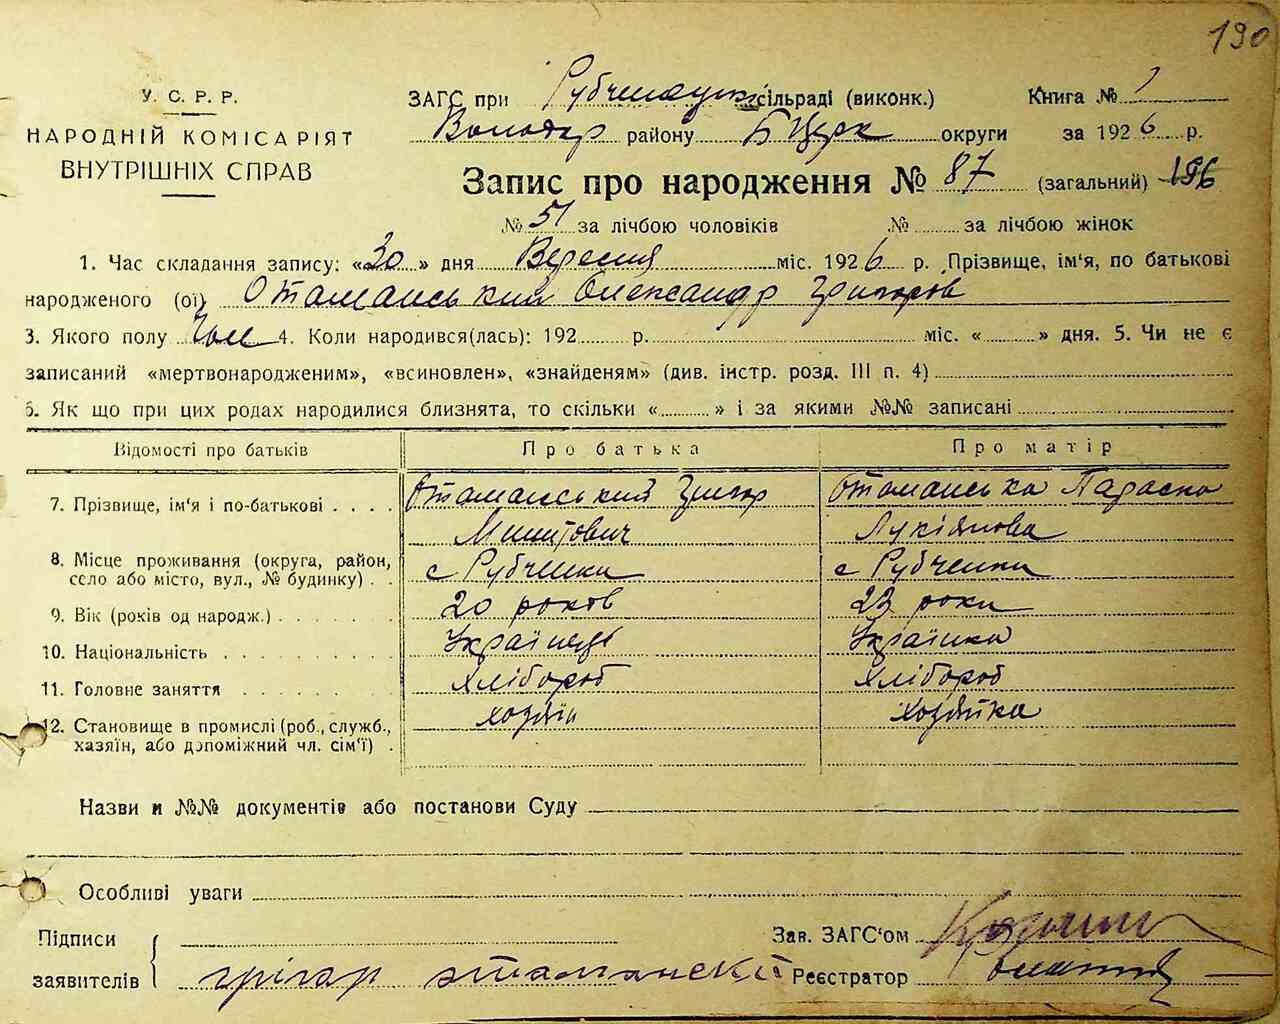 190
У. С. Р. Р.
НАРОДНІЙ КОМІСАРІЯТ
ВНУТРІШНІХ СПРАВ
ЗАГС при сільраді (виконк.) Книга № 1
Володар району Б Церк округи за 1926 р.
Запис про народження № 87 (загальний) 196
№ 51 за лічбою чоловіків № за лічбою жінок
1. Час складання запису: «30» дня Вересня міс. 1926 р. Прізвище, ім'я, по батькові
народженого (ої) Отаманський Олександр Григоров
3. Якого полу Чол 4. Коли народився(лась): 192 р. міс. « » дня. 5. Чи не є
записаний «мертвонародженим», «всиновлен», «знайденям» (див. інстр. розд. III п. 4)
6. Як що при цих родах народилися близнята, то скільки « » і за якими №№ записані
Відомості про батьків Про батька Про матір
7. Прізвище, ім'я і по-батькові Отаманський Григор Отаманська Параска
Лукіянова
8. Місце проживання (округа, район, с Рубченки с Рубченки
село або місто, вул., № будинку)
9. Вік (років од народж.) 20 років 23 роки
10. Національність Українець Українка
11. Головне заняття Хлібороб Хлібороб
12. Становище в промислі (роб., служб., хозяїн хозяйка
хазяїн, або допоміжний чл. сім'ї)
Назви и №№ документів або постанови Суду
Особливі уваги
Підписи Зав. ЗАГС'ом
заявителів грігор Реєстратор